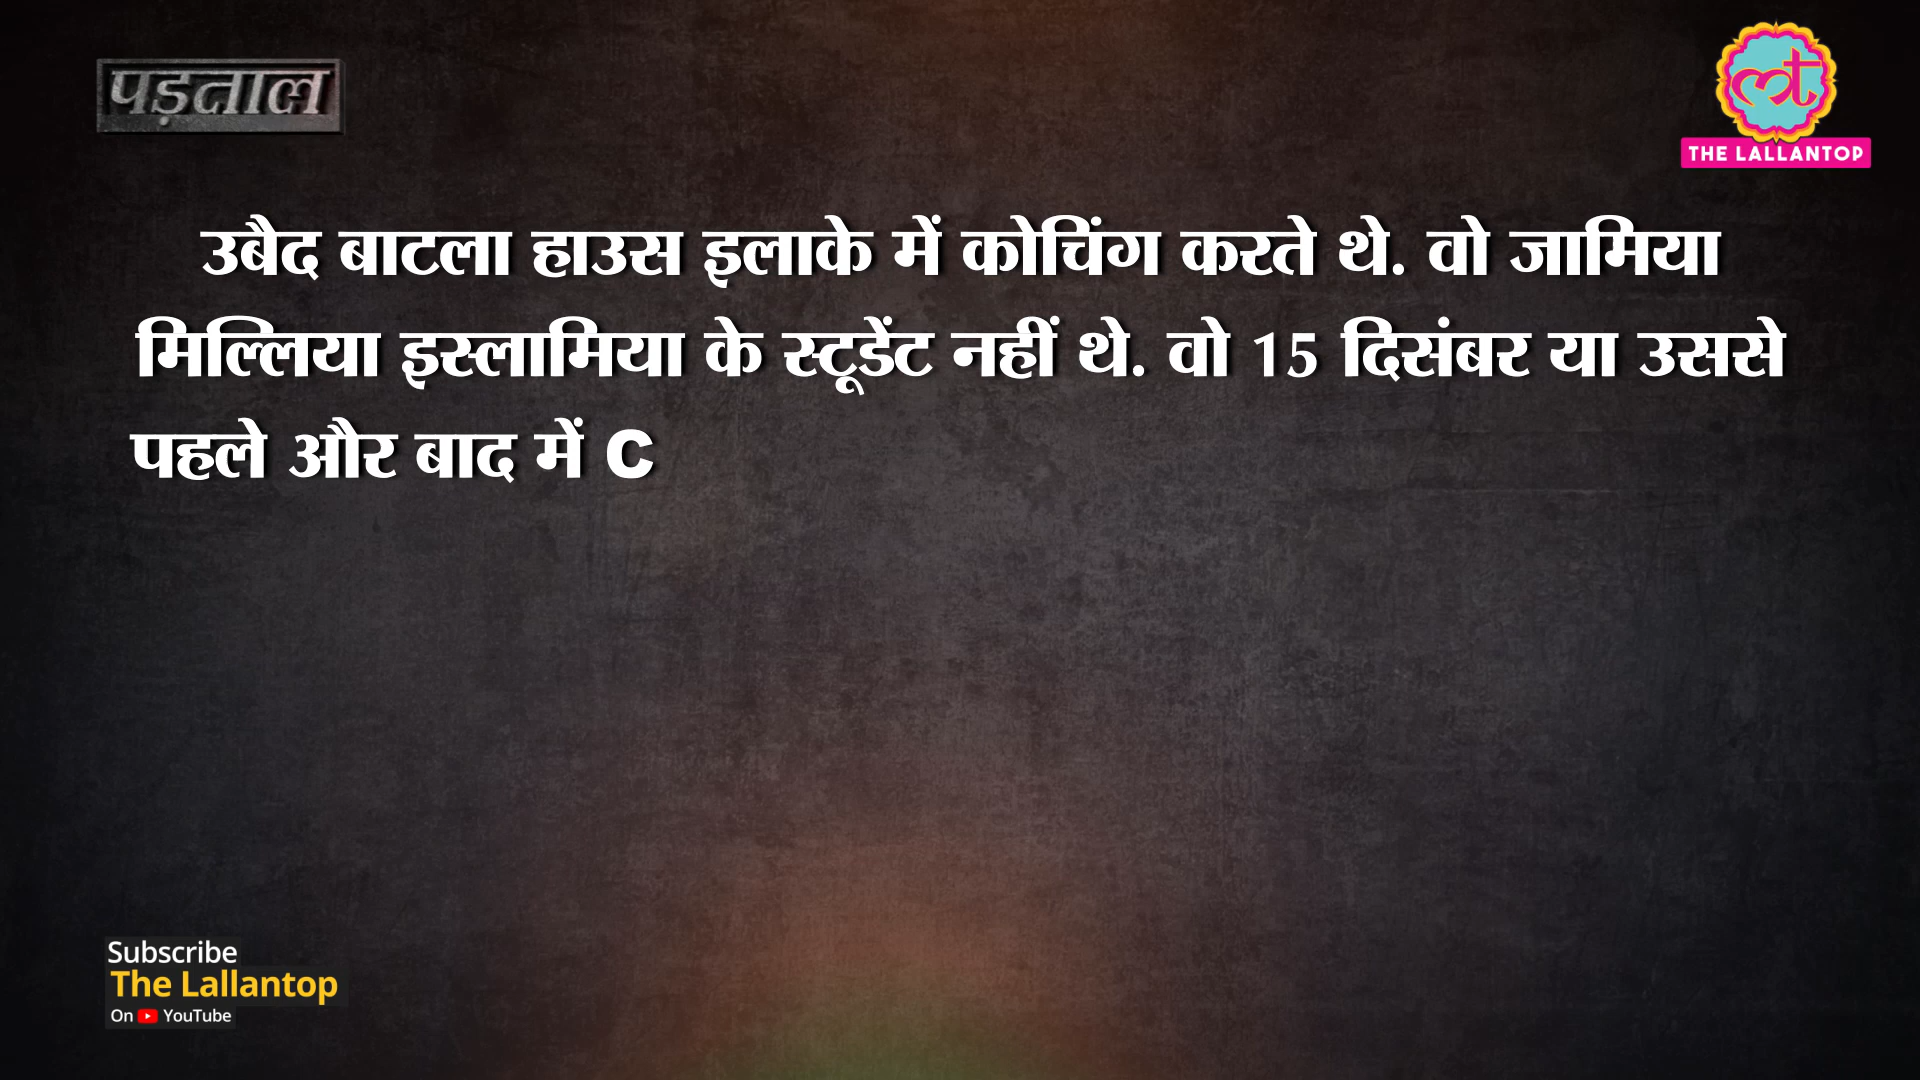 पड़ताल
THE LALLANTOP
उबैद बाटला हाउस इलाके में कोचिंग करते थे. वो जामिया
मिल्लिया इस्लामिया के स्टूडेंट नहीं थे. वो 15 दिसंबर या उससे
पहले और बाद में C
Subscribe
The Lallantop
On YouTube